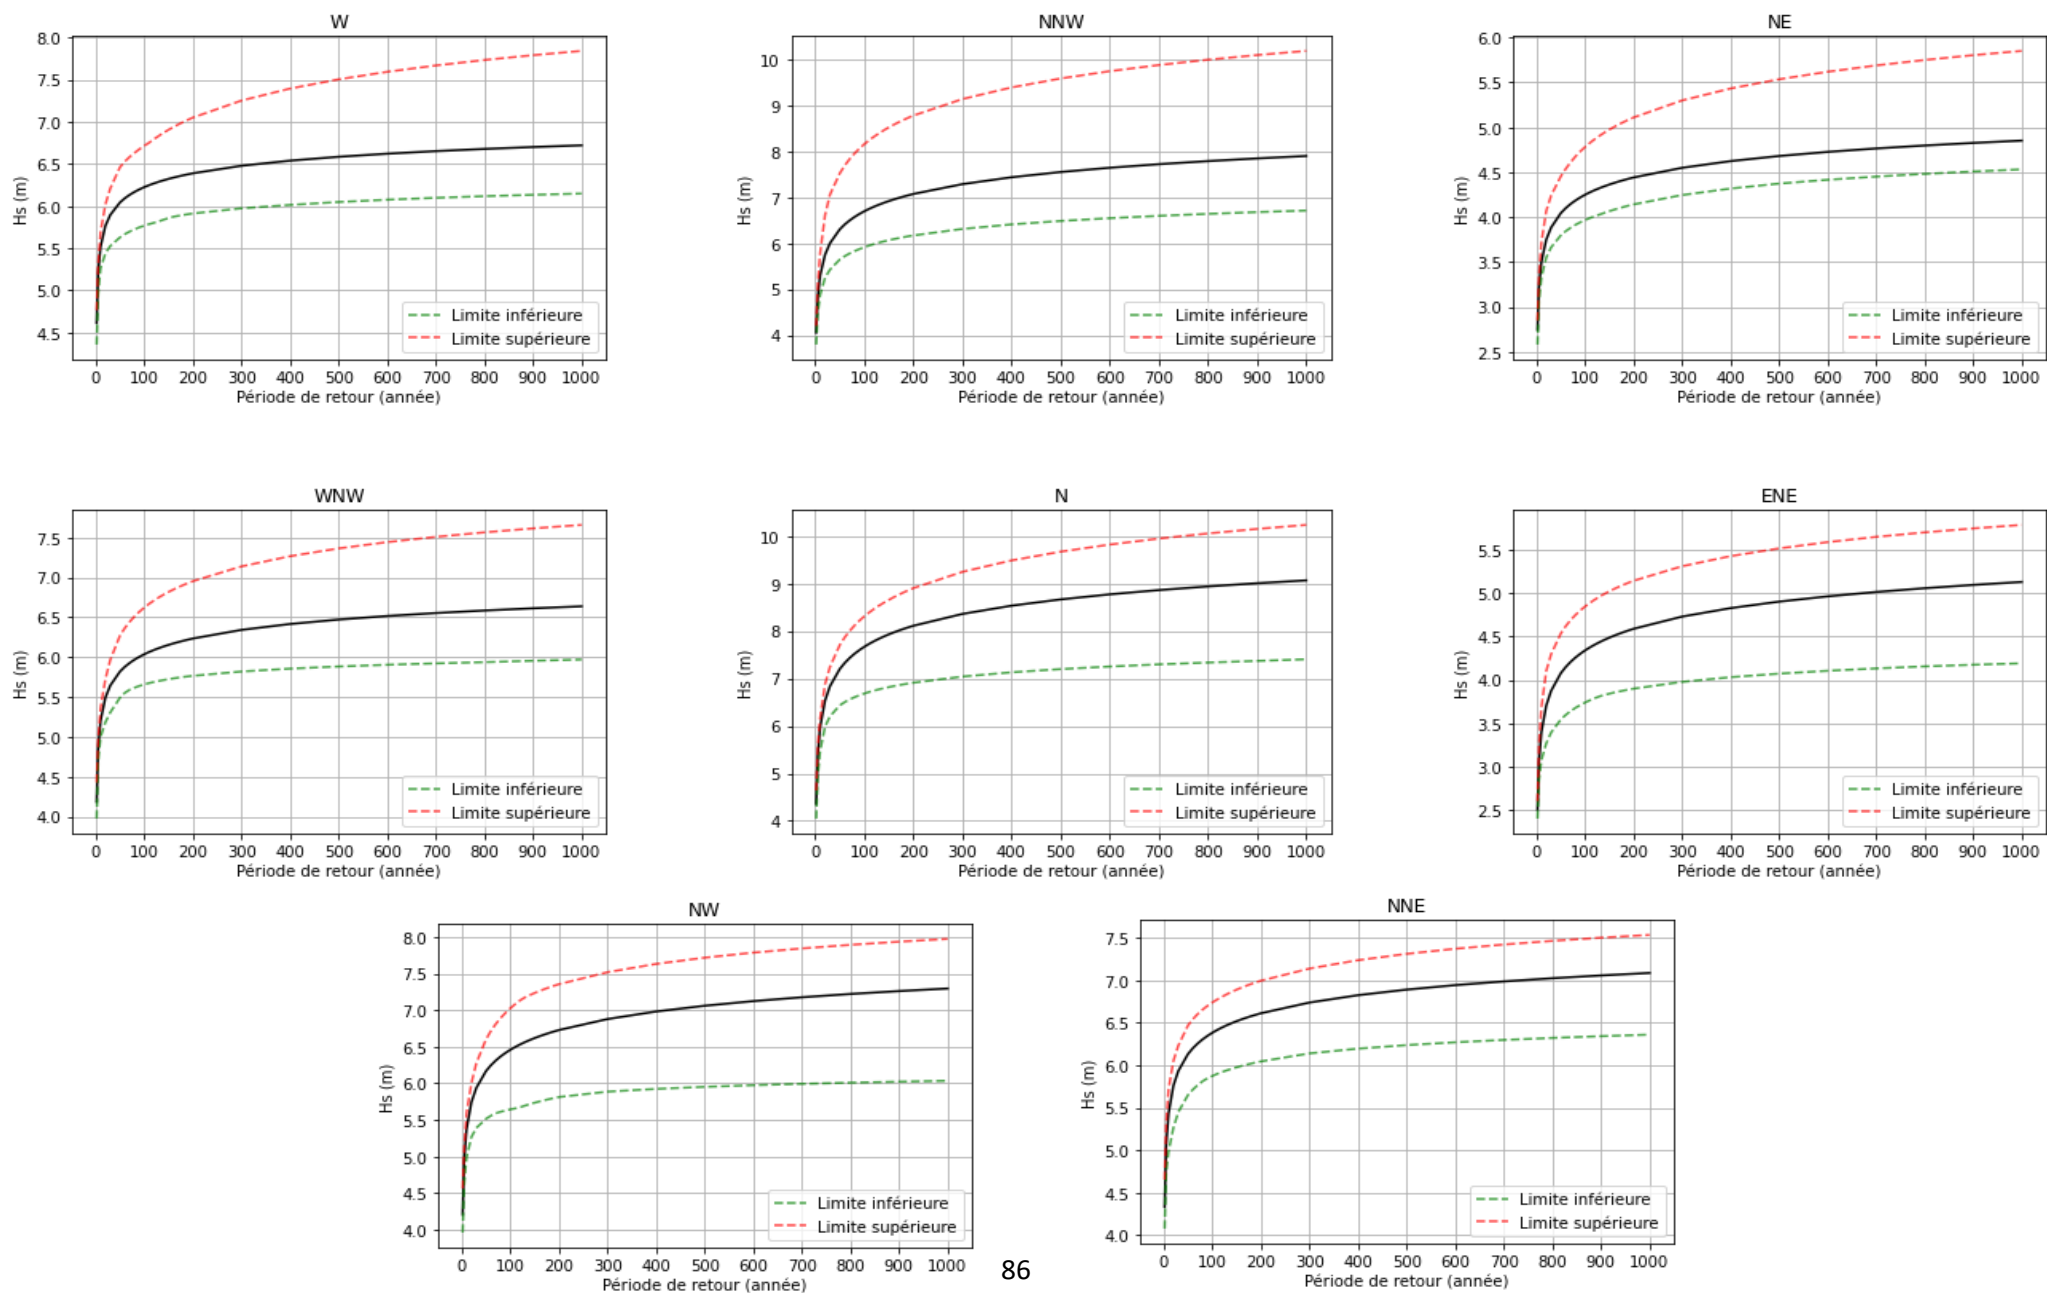 W
8.0
7.5
7.0
6.5
6.0
5.5
5.0
4.5
Hs (m)
Limite inférieure
Limite supérieure
0 100 200 300 400 500 600 700 800 900 1000
Période de retour (année)
NNW
10
9
8
7
6
5
4
Hs (m)
Limite inférieure
Limite supérieure
0 100 200 300 400 500 600 700 800 900 1000
Période de retour (année)
NE
6.0
5.5
5.0
4.5
4.0
3.5
3.0
2.5
Hs (m)
Limite inférieure
Limite supérieure
0 100 200 300 400 500 600 700 800 900 1000
Période de retour (année)
WNW
7.5
7.0
6.5
6.0
5.5
5.0
4.5
4.0
Hs (m)
Limite inférieure
Limite supérieure
0 100 200 300 400 500 600 700 800 900 1000
Période de retour (année)
N
10
9
8
7
6
5
4
Hs (m)
Limite inférieure
Limite supérieure
0 100 200 300 400 500 600 700 800 900 1000
Période de retour (année)
ENE
5.5
5.0
4.5
4.0
3.5
3.0
2.5
Hs (m)
Limite inférieure
Limite supérieure
0 100 200 300 400 500 600 700 800 900 1000
Période de retour (année)
NW
8.0
7.5
7.0
6.5
6.0
5.5
5.0
4.5
4.0
Hs (m)
Limite inférieure
Limite supérieure
0 100 200 300 400 500 600 700 800 900 1000
Période de retour (année)
NNE
7.5
7.0
6.5
6.0
5.5
5.0
4.5
4.0
Hs (m)
Limite inférieure
Limite supérieure
0 100 200 300 400 500 600 700 800 900 1000
Période de retour (année)
86